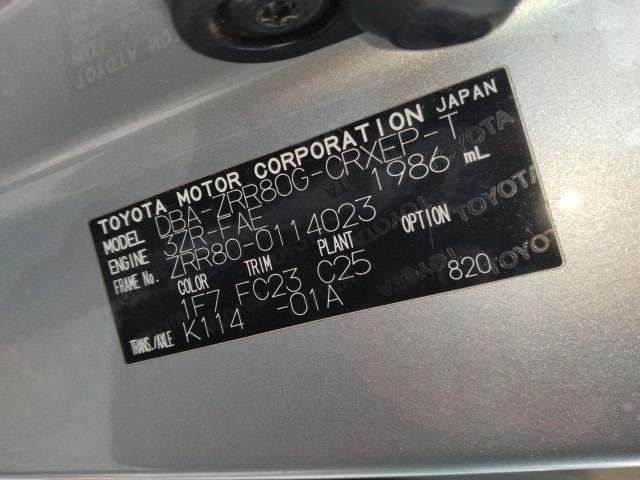 TOYOTA MOTOR CORPORATION JAPAN
MODEL DBA-ZRR80G-CRXEP-T
ENGINE 3ZR-FAE 1986 mL
FRAME No. ZRR80-0114023
COLOR TRIM PLANT OPTION
1F7 FC23 C25 820
TRANS./AXLE K114 -01A